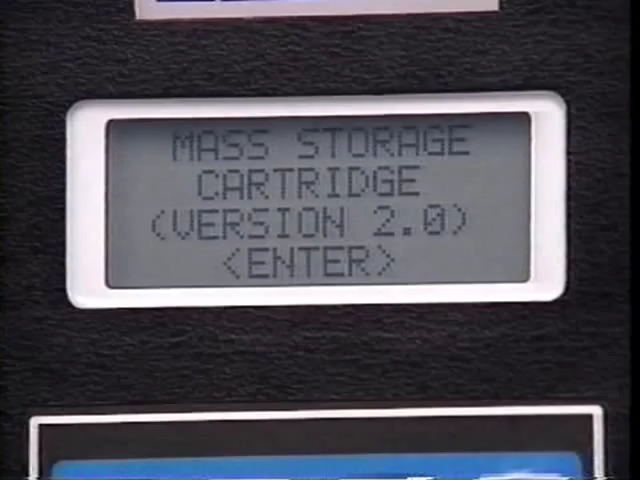 MASS STORAGE
CARTRIDGE
(VERSION 2.0)
<ENTER>